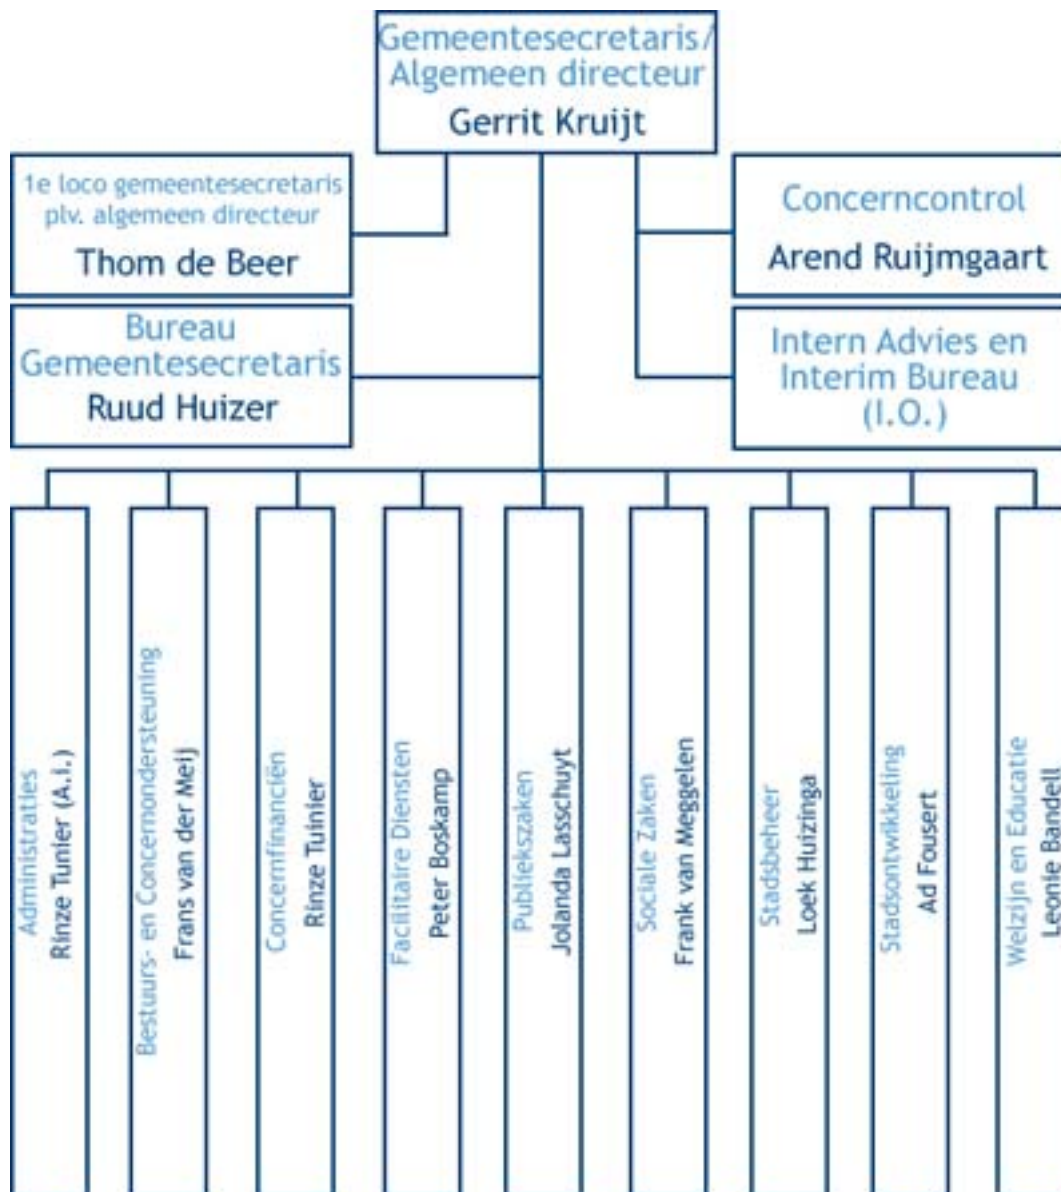 Gemeentesecretaris/
Algemeen directeur
Gerrit Kruijt
1e loco gemeentesecretaris
plv. algemeen directeur
Thom de Beer
Concerncontrol
Arend Ruijmgaart
Bureau
Gemeentesecretaris
Ruud Huizer
Intern Advies en
Interim Bureau
(I.O.)
Administraties
Rinze Tunier (A.i.)
Bestuurs- en Concernondersteuning
Frans van der Meij
Concernfinanciën
Rinze Tuinier
Facilitaire Diensten
Peter Boskamp
Publiekszaken
Jolanda Lasschuyt
Sociale Zaken
Frank van Meggelen
Stadsbeheer
Loek Huizinga
Stadsontwikkeling
Ad Fousert
Welzijn en Educatie
Leonie Bandell